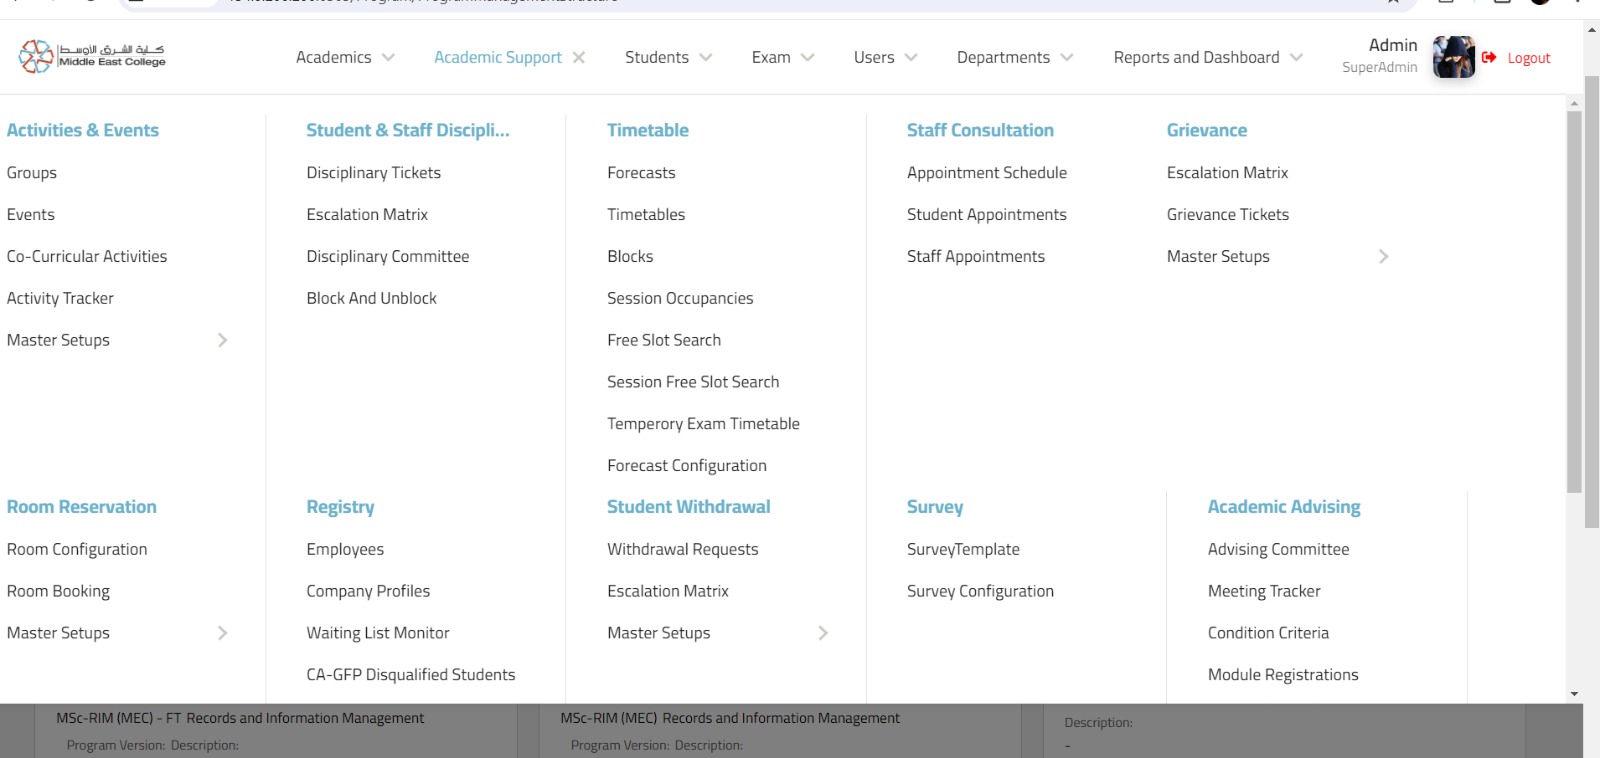 كلية الشرق الأوسط
Middle East College
Academics
Academic Support
Students
Exam
Users
Departments
Reports and Dashboard
Admin
SuperAdmin
Logout
Activities & Events
Groups
Events
Co-Curricular Activities
Activity Tracker
Master Setups
Student & Staff Discipli...
Disciplinary Tickets
Escalation Matrix
Disciplinary Committee
Block And Unblock
Timetable
Forecasts
Timetables
Blocks
Session Occupancies
Free Slot Search
Session Free Slot Search
Temperory Exam Timetable
Forecast Configuration
Staff Consultation
Appointment Schedule
Student Appointments
Staff Appointments
Grievance
Escalation Matrix
Grievance Tickets
Master Setups
Room Reservation
Room Configuration
Room Booking
Master Setups
Registry
Employees
Company Profiles
Waiting List Monitor
CA-GFP Disqualified Students
Student Withdrawal
Withdrawal Requests
Escalation Matrix
Master Setups
Survey
SurveyTemplate
Survey Configuration
Academic Advising
Advising Committee
Meeting Tracker
Condition Criteria
Module Registrations
MSc-RIM (MEC) - FT Records and Information Management
Program Version: Description:
MSc-RIM (MEC) Records and Information Management
Program Version: Description:
Description:
-